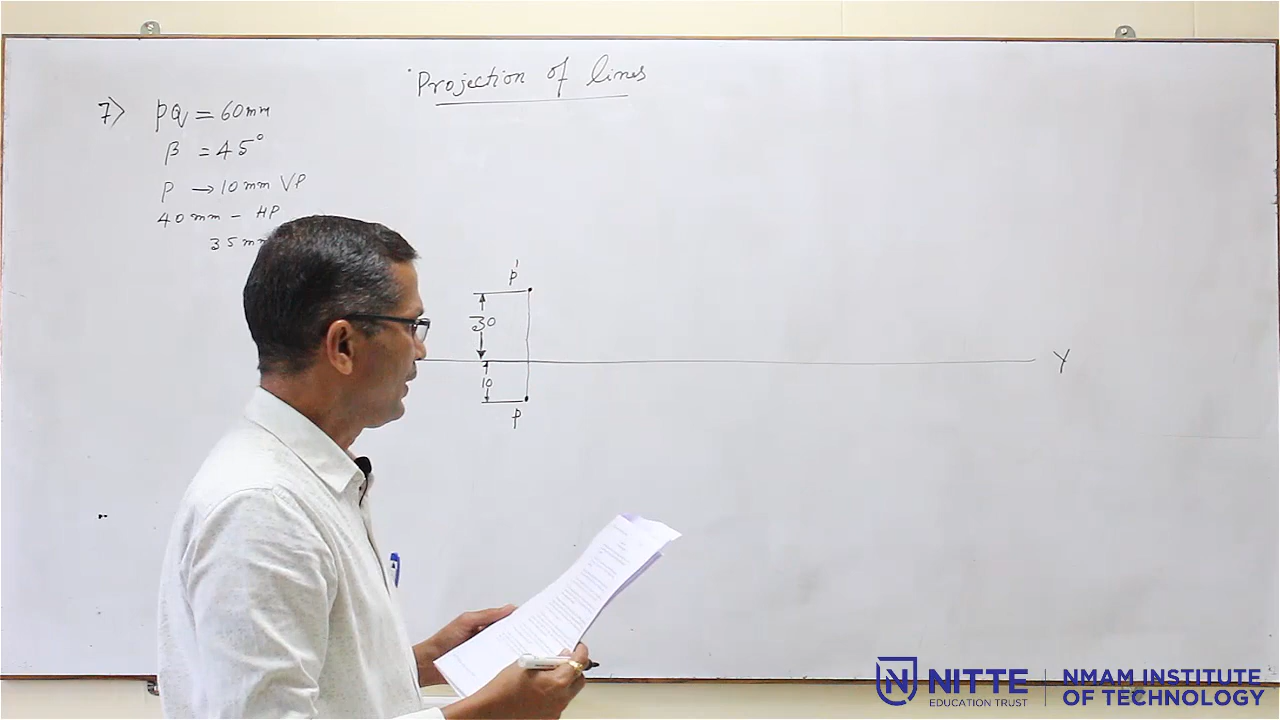 Projection of lines
7) PQ = 60mm
β = 45°
P → 10mm VP
40mm - HP
35mm
p'
30
10
p
Y
NITTE
EDUCATION TRUST
NMAM INSTITUTE
OF TECHNOLOGY